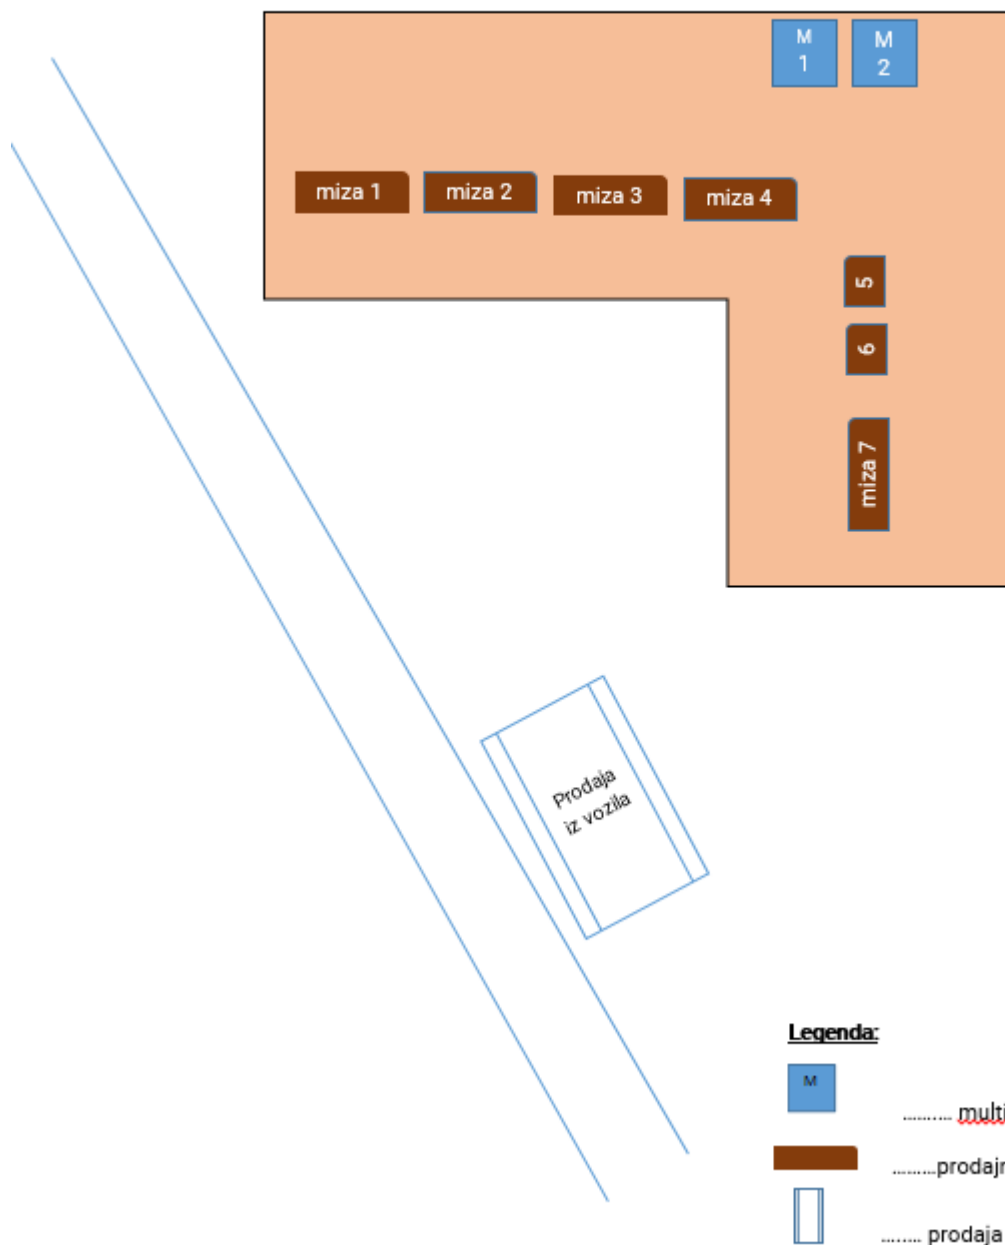 M
1
M
2
miza 1
miza 2
miza 3
miza 4
5
6
miza 7
Prodaja
iz vozila
Legenda:
M
.......... multi
.........prodajn
........ prodaja